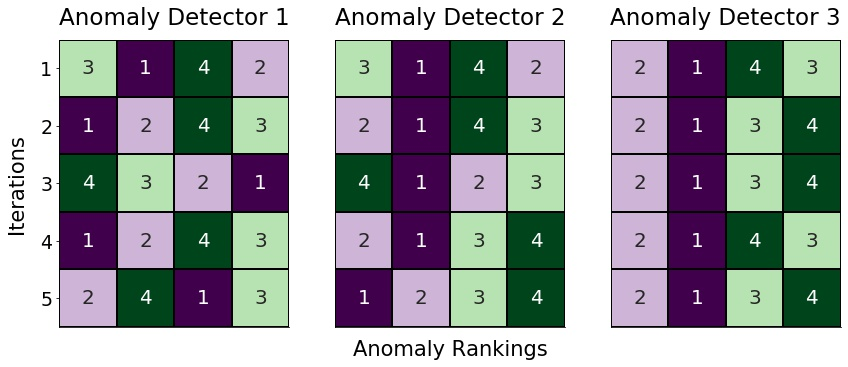 Anomaly Detector 1 Anomaly Detector 2 Anomaly Detector 3
1 3 1 4 2 3 1 4 2 2 1 4 3
2 1 2 4 3 2 1 4 3 2 1 3 4
3 4 3 2 1 4 1 2 3 2 1 3 4
4 1 2 4 3 2 1 3 4 2 1 4 3
5 2 4 1 3 1 2 3 4 2 1 3 4
Iterations
Anomaly Rankings